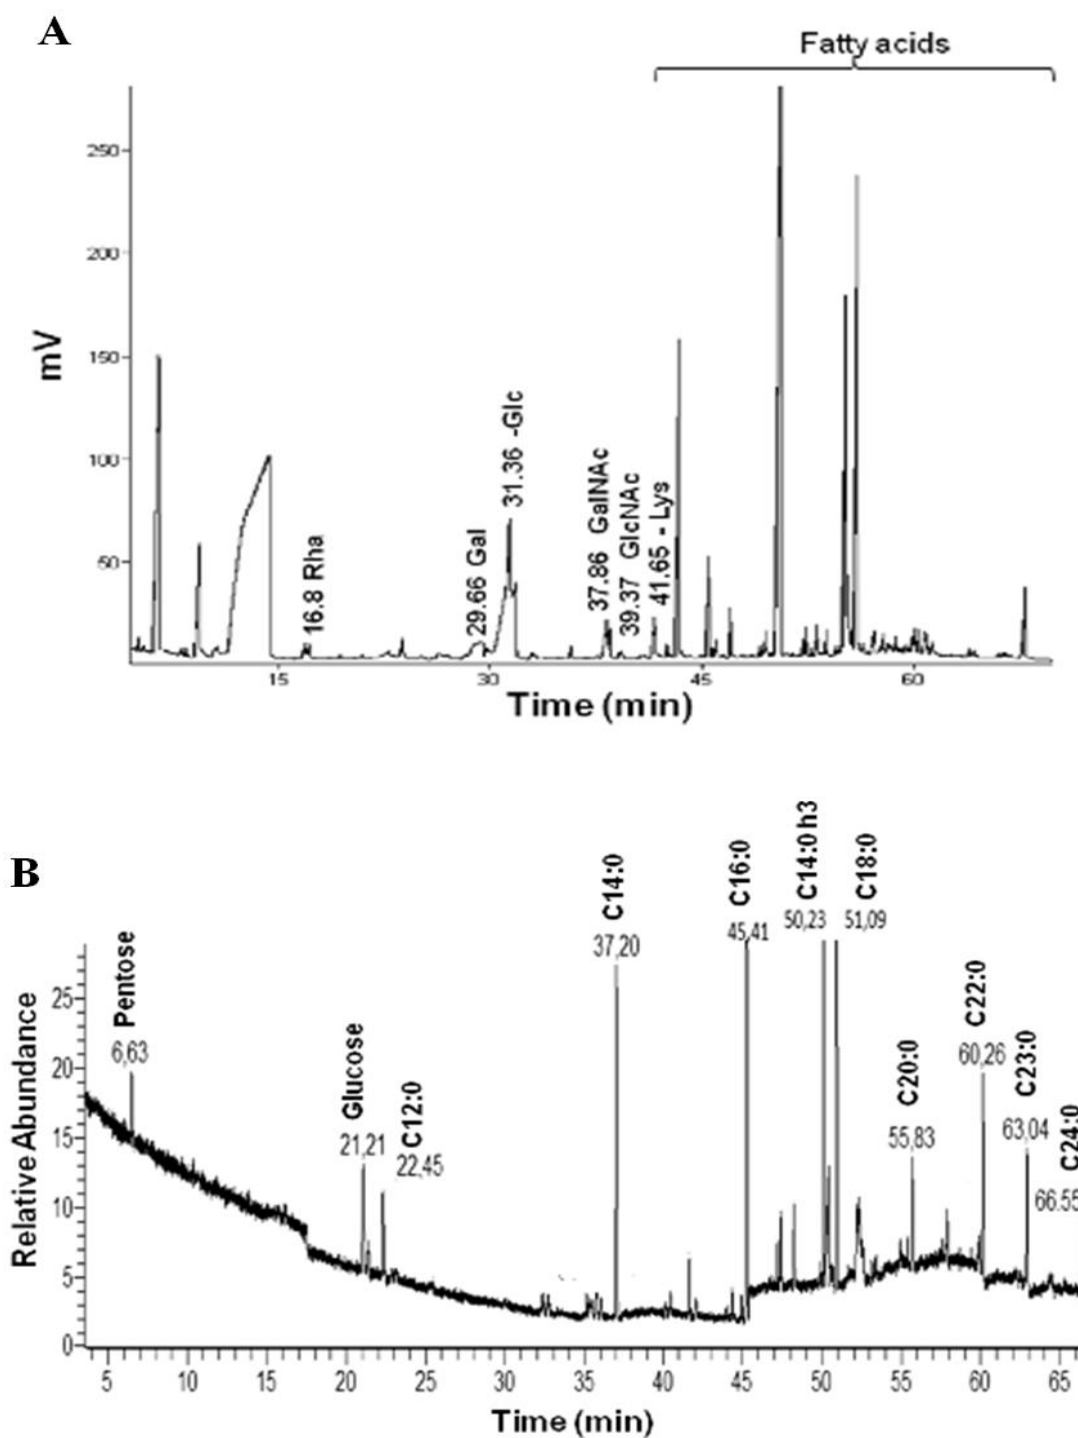 A
Fatty acids
250
200
150
100
50
mV
16.8 Rha
29.66 Gal
31.36 -Glc
37.86 GalNAc
39.37 GlcNAc
41.65 - Lys
15
30
45
60
Time (min)
B
Relative Abundance
25
20
15
10
5
0
Pentose
6,63
Glucose
21,21
C12:0
22,45
C14:0
37,20
C16:0
45,41
C14:0 h3
50,23
C18:0
51,09
C20:0
55,83
C22:0
60,26
C23:0
63,04
C24:0
66.55
5
10
15
20
25
30
35
40
45
50
55
60
65
Time (min)